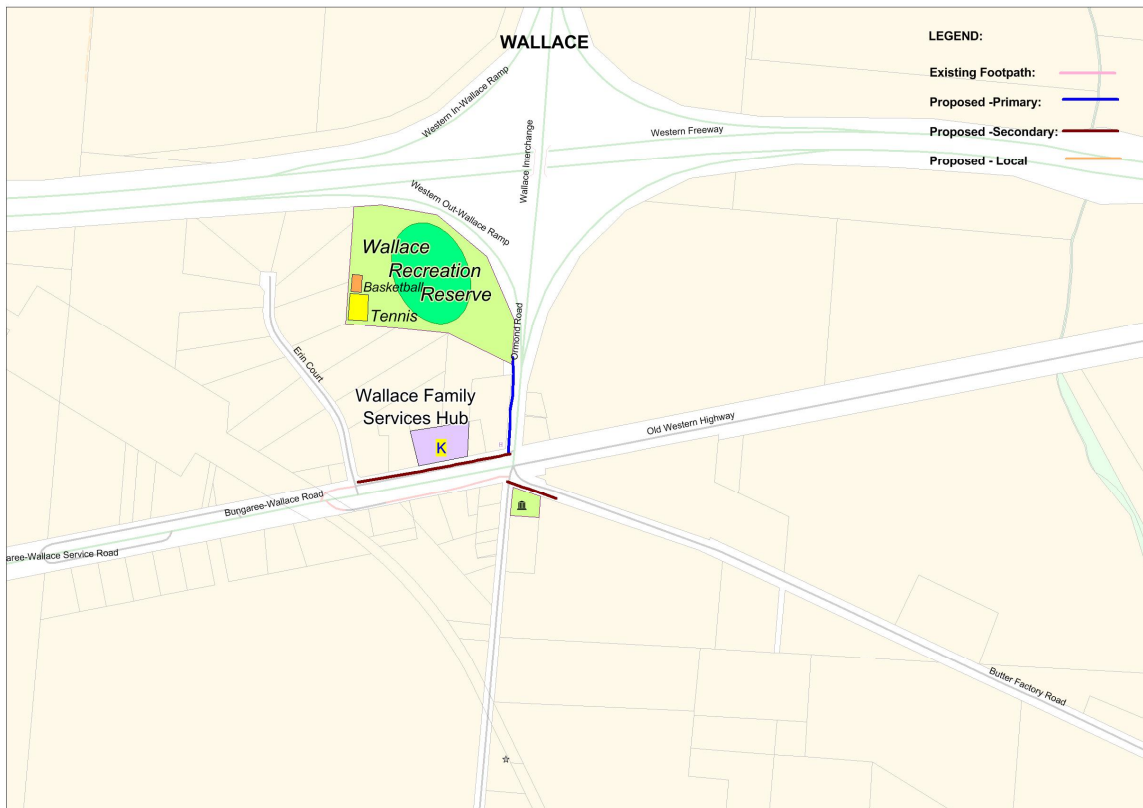 WALLACE
LEGEND:
Existing Footpath:
Proposed -Primary:
Proposed -Secondary:
Proposed - Local
Western In-Wallace Ramp
Wallace Interchange
Western Freeway
Western Out-Wallace Ramp
Wallace
Recreation
Reserve
Basketball
Tennis
Ormond Road
Erin Court
Wallace Family
Services Hub
K
Old Western Highway
Bungaree-Wallace Road
aree-Wallace Service Road
Butter Factory Road